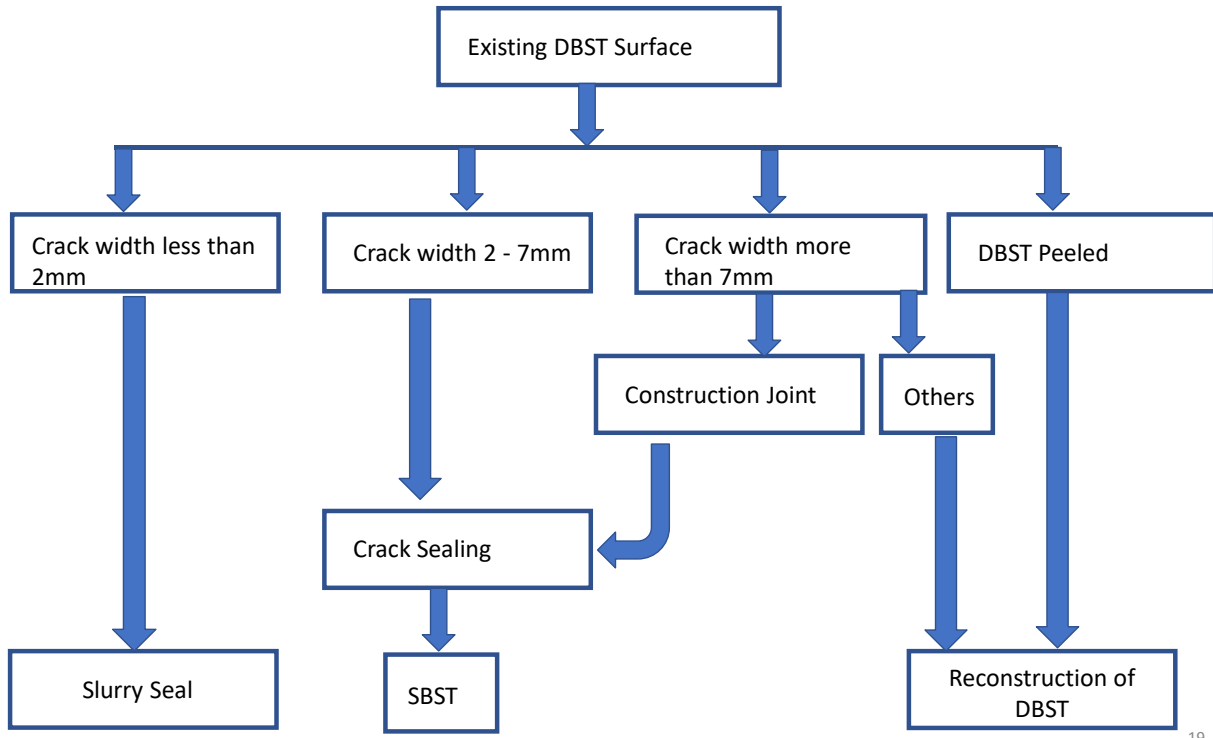 Existing DBST Surface
Crack width less than
2mm
Crack width 2 - 7mm
Crack width more
than 7mm
DBST Peeled
Construction Joint
Others
Crack Sealing
Slurry Seal
SBST
Reconstruction of
DBST
19